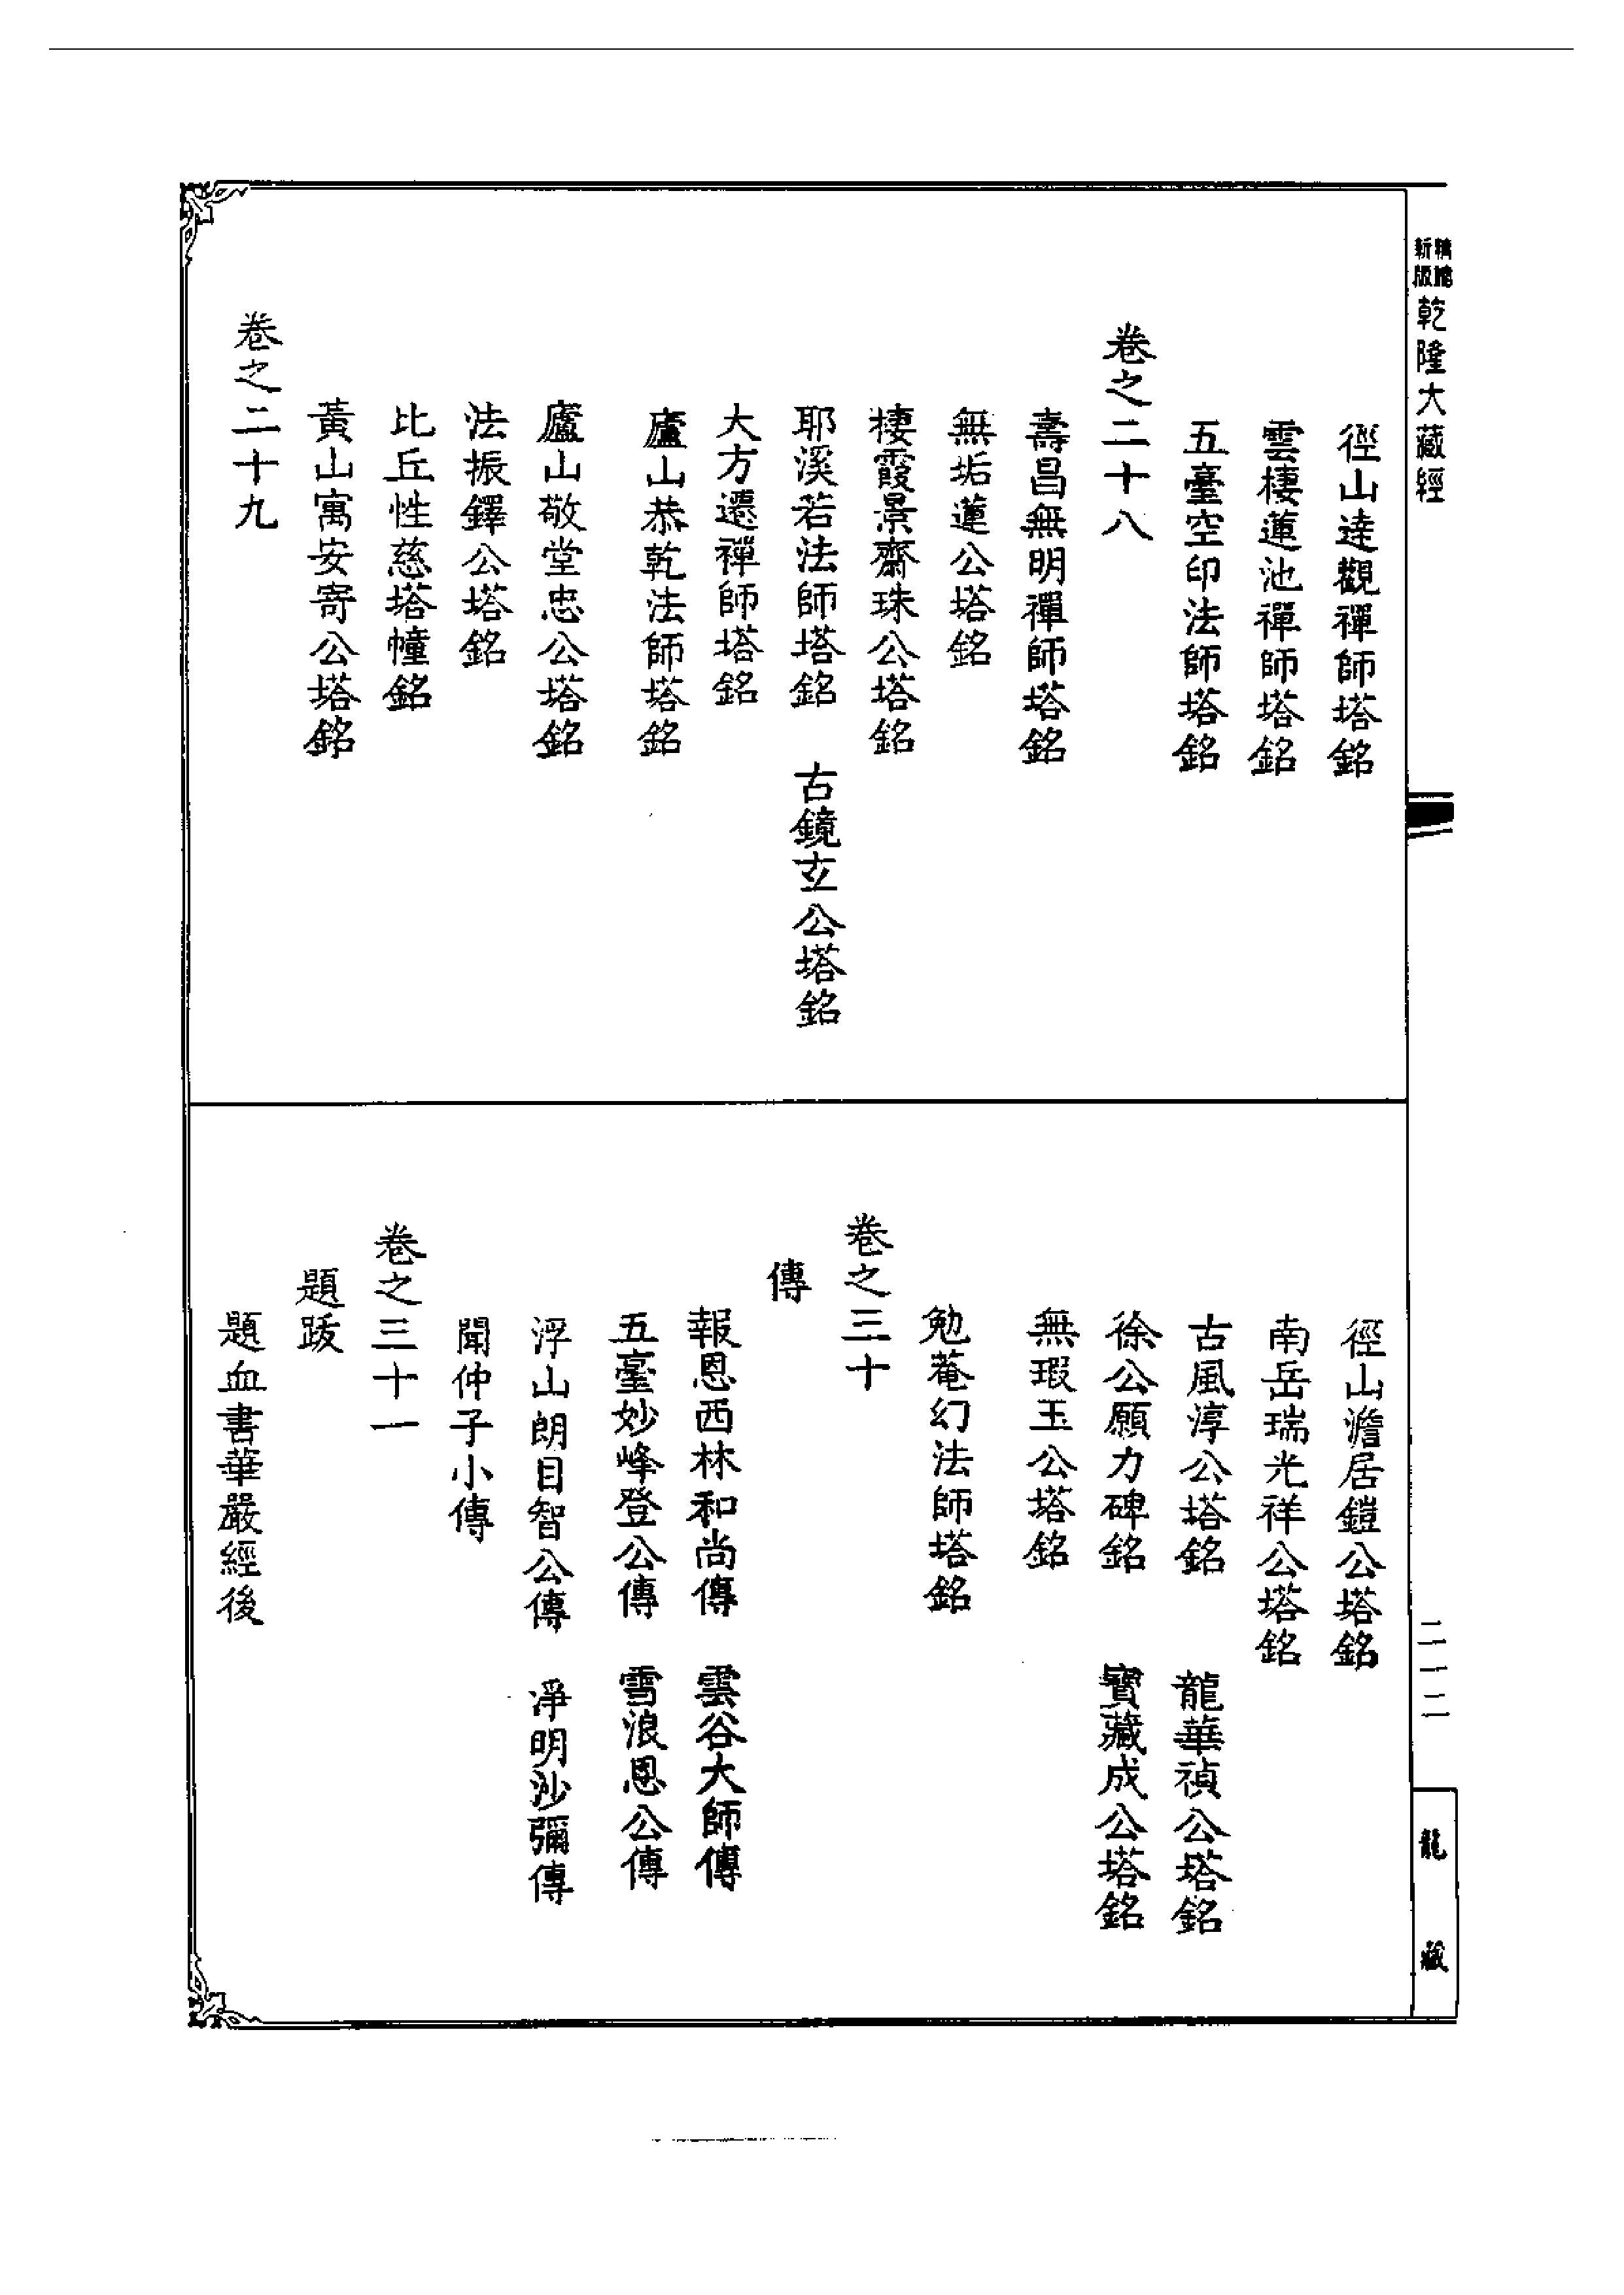 新版精縮乾隆大藏經
徑山達觀禪師塔銘
雲棲蓮池禪師塔銘
五臺空印法師塔銘
卷之二十八
壽昌無明禪師塔銘
無垢蓮公塔銘
棲霞景齋珠公塔銘
耶溪若法師塔銘　古鏡玄公塔銘
大方遷禪師塔銘
廬山恭乾法師塔銘
廬山敬堂忠公塔銘
法振鐸公塔銘
比丘性慈塔幢銘
黃山寓安寄公塔銘
卷之二十九
徑山澹居鎧公塔銘
南岳瑞光祥公塔銘
古風淳公塔銘　龍華禎公塔銘
徐公願力碑銘　寶藏成公塔銘
無瑕玉公塔銘
勉菴幻法師塔銘
卷之三十
傳
報恩西林和尚傳　雲谷大師傳
五臺妙峰登公傳　雪浪恩公傳
浮山朗目智公傳　淨明沙彌傳
聞仲子小傳
卷之三十一
題跋
題血書華嚴經後
二一二
龍藏